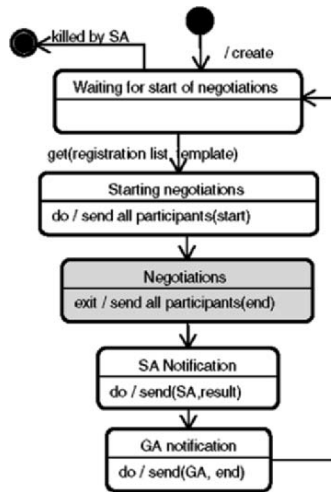 killed by SA
/ create
Waiting for start of negotiations
get(registration list, template)
Starting negotiations
do / send all participants(start)
Negotiations
exit / send all participants(end)
SA Notification
do / send(SA,result)
GA notification
do / send(GA, end)